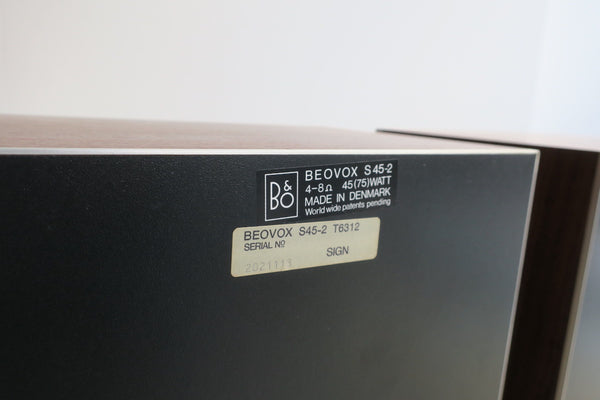 B&O
BEOVOX S45-2
4-8Ω 45(75)WATT
MADE IN DENMARK
World wide patents pending
BEOVOX S45-2 T6312
SERIAL Nº
SIGN
2021113